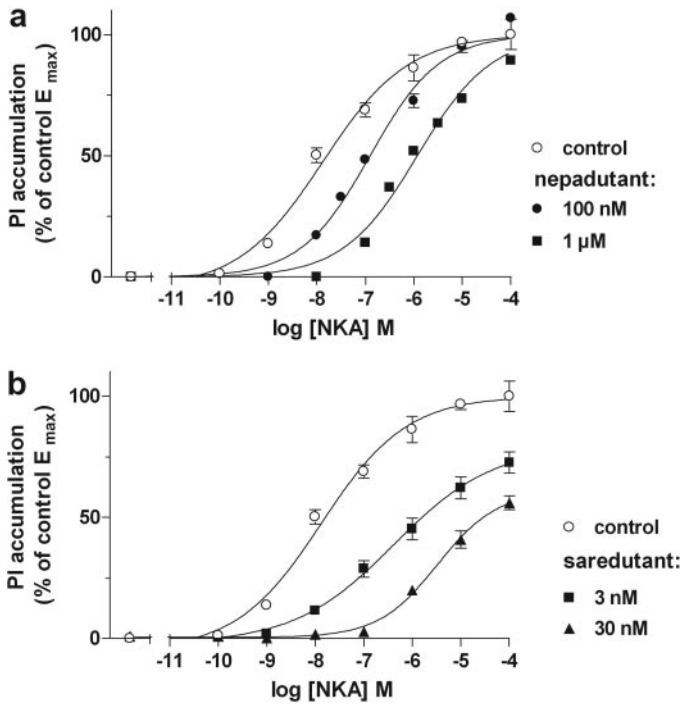 a
PI accumulation
(% of control E max)
100
50
0
-11 -10 -9 -8 -7 -6 -5 -4
log [NKA] M
control
nepadutant:
100 nM
1 µM
b
PI accumulation
(% of control E max)
100
50
0
-11 -10 -9 -8 -7 -6 -5 -4
log [NKA] M
control
saredutant:
3 nM
30 nM